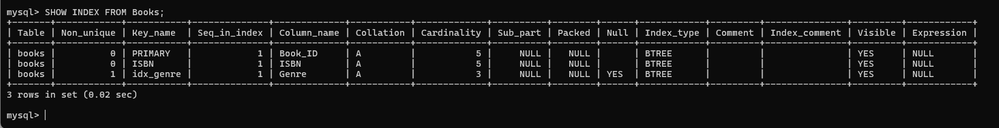 mysql> SHOW INDEX FROM Books;
+-------+------------+-----------+--------------+-------------+-----------+-------------+----------+--------+------+------------+---------+---------------+---------+------------+
| Table | Non_unique | Key_name  | Seq_in_index | Column_name | Collation | Cardinality | Sub_part | Packed | Null | Index_type | Comment | Index_comment | Visible | Expression |
+-------+------------+-----------+--------------+-------------+-----------+-------------+----------+--------+------+------------+---------+---------------+---------+------------+
| books |          0 | PRIMARY   |            1 | Book_ID     | A         |           5 |     NULL |   NULL |      | BTREE      |         |               | YES     | NULL       |
| books |          0 | ISBN      |            1 | ISBN        | A         |           5 |     NULL |   NULL |      | BTREE      |         |               | YES     | NULL       |
| books |          1 | idx_genre |            1 | Genre       | A         |           3 |     NULL |   NULL | YES  | BTREE      |         |               | YES     | NULL       |
+-------+------------+-----------+--------------+-------------+-----------+-------------+----------+--------+------+------------+---------+---------------+---------+------------+
3 rows in set (0.02 sec)
mysql>